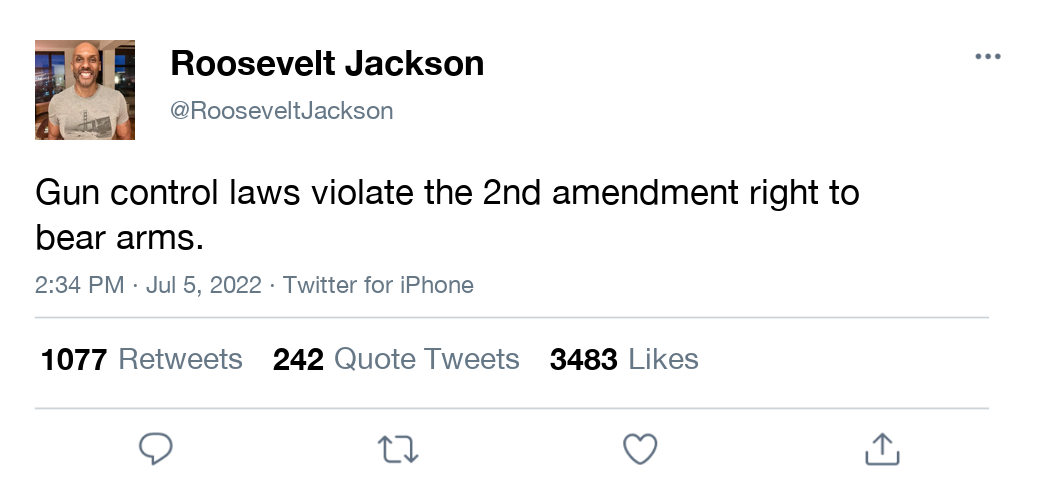 Roosevelt Jackson
@RooseveltJackson
Gun control laws violate the 2nd amendment right to
bear arms.
2:34 PM · Jul 5, 2022 · Twitter for iPhone
1077 Retweets 242 Quote Tweets 3483 Likes